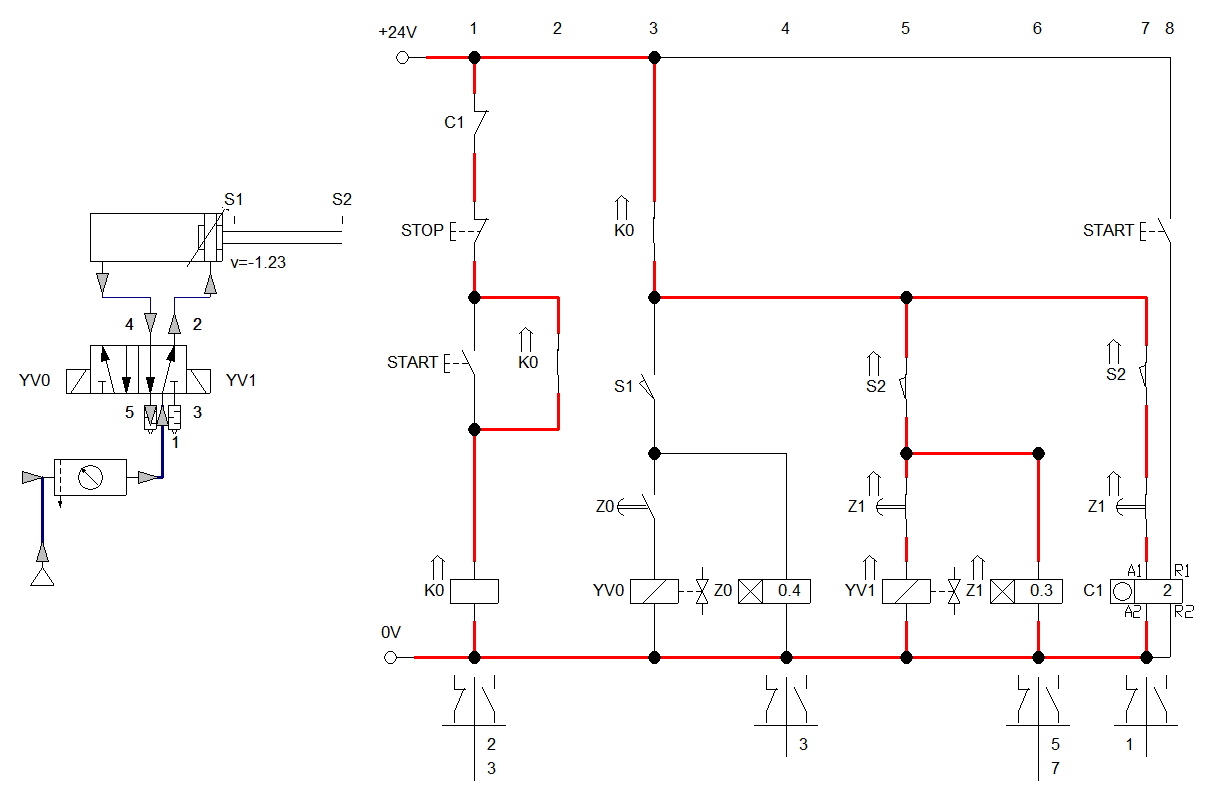 1 2 3 4 5 6 7 8
+24V
C1
S1 S2
STOP K0 START
v=-1.23
4 2
START K0 S1 S2 S2
YV0 YV1
5 3
1
Z0 Z1 Z1
A1 R1
K0 YV0 Z0 0.4 YV1 Z1 0.3 C1 2
A2 R2
0V
2 3 5 1
3 7